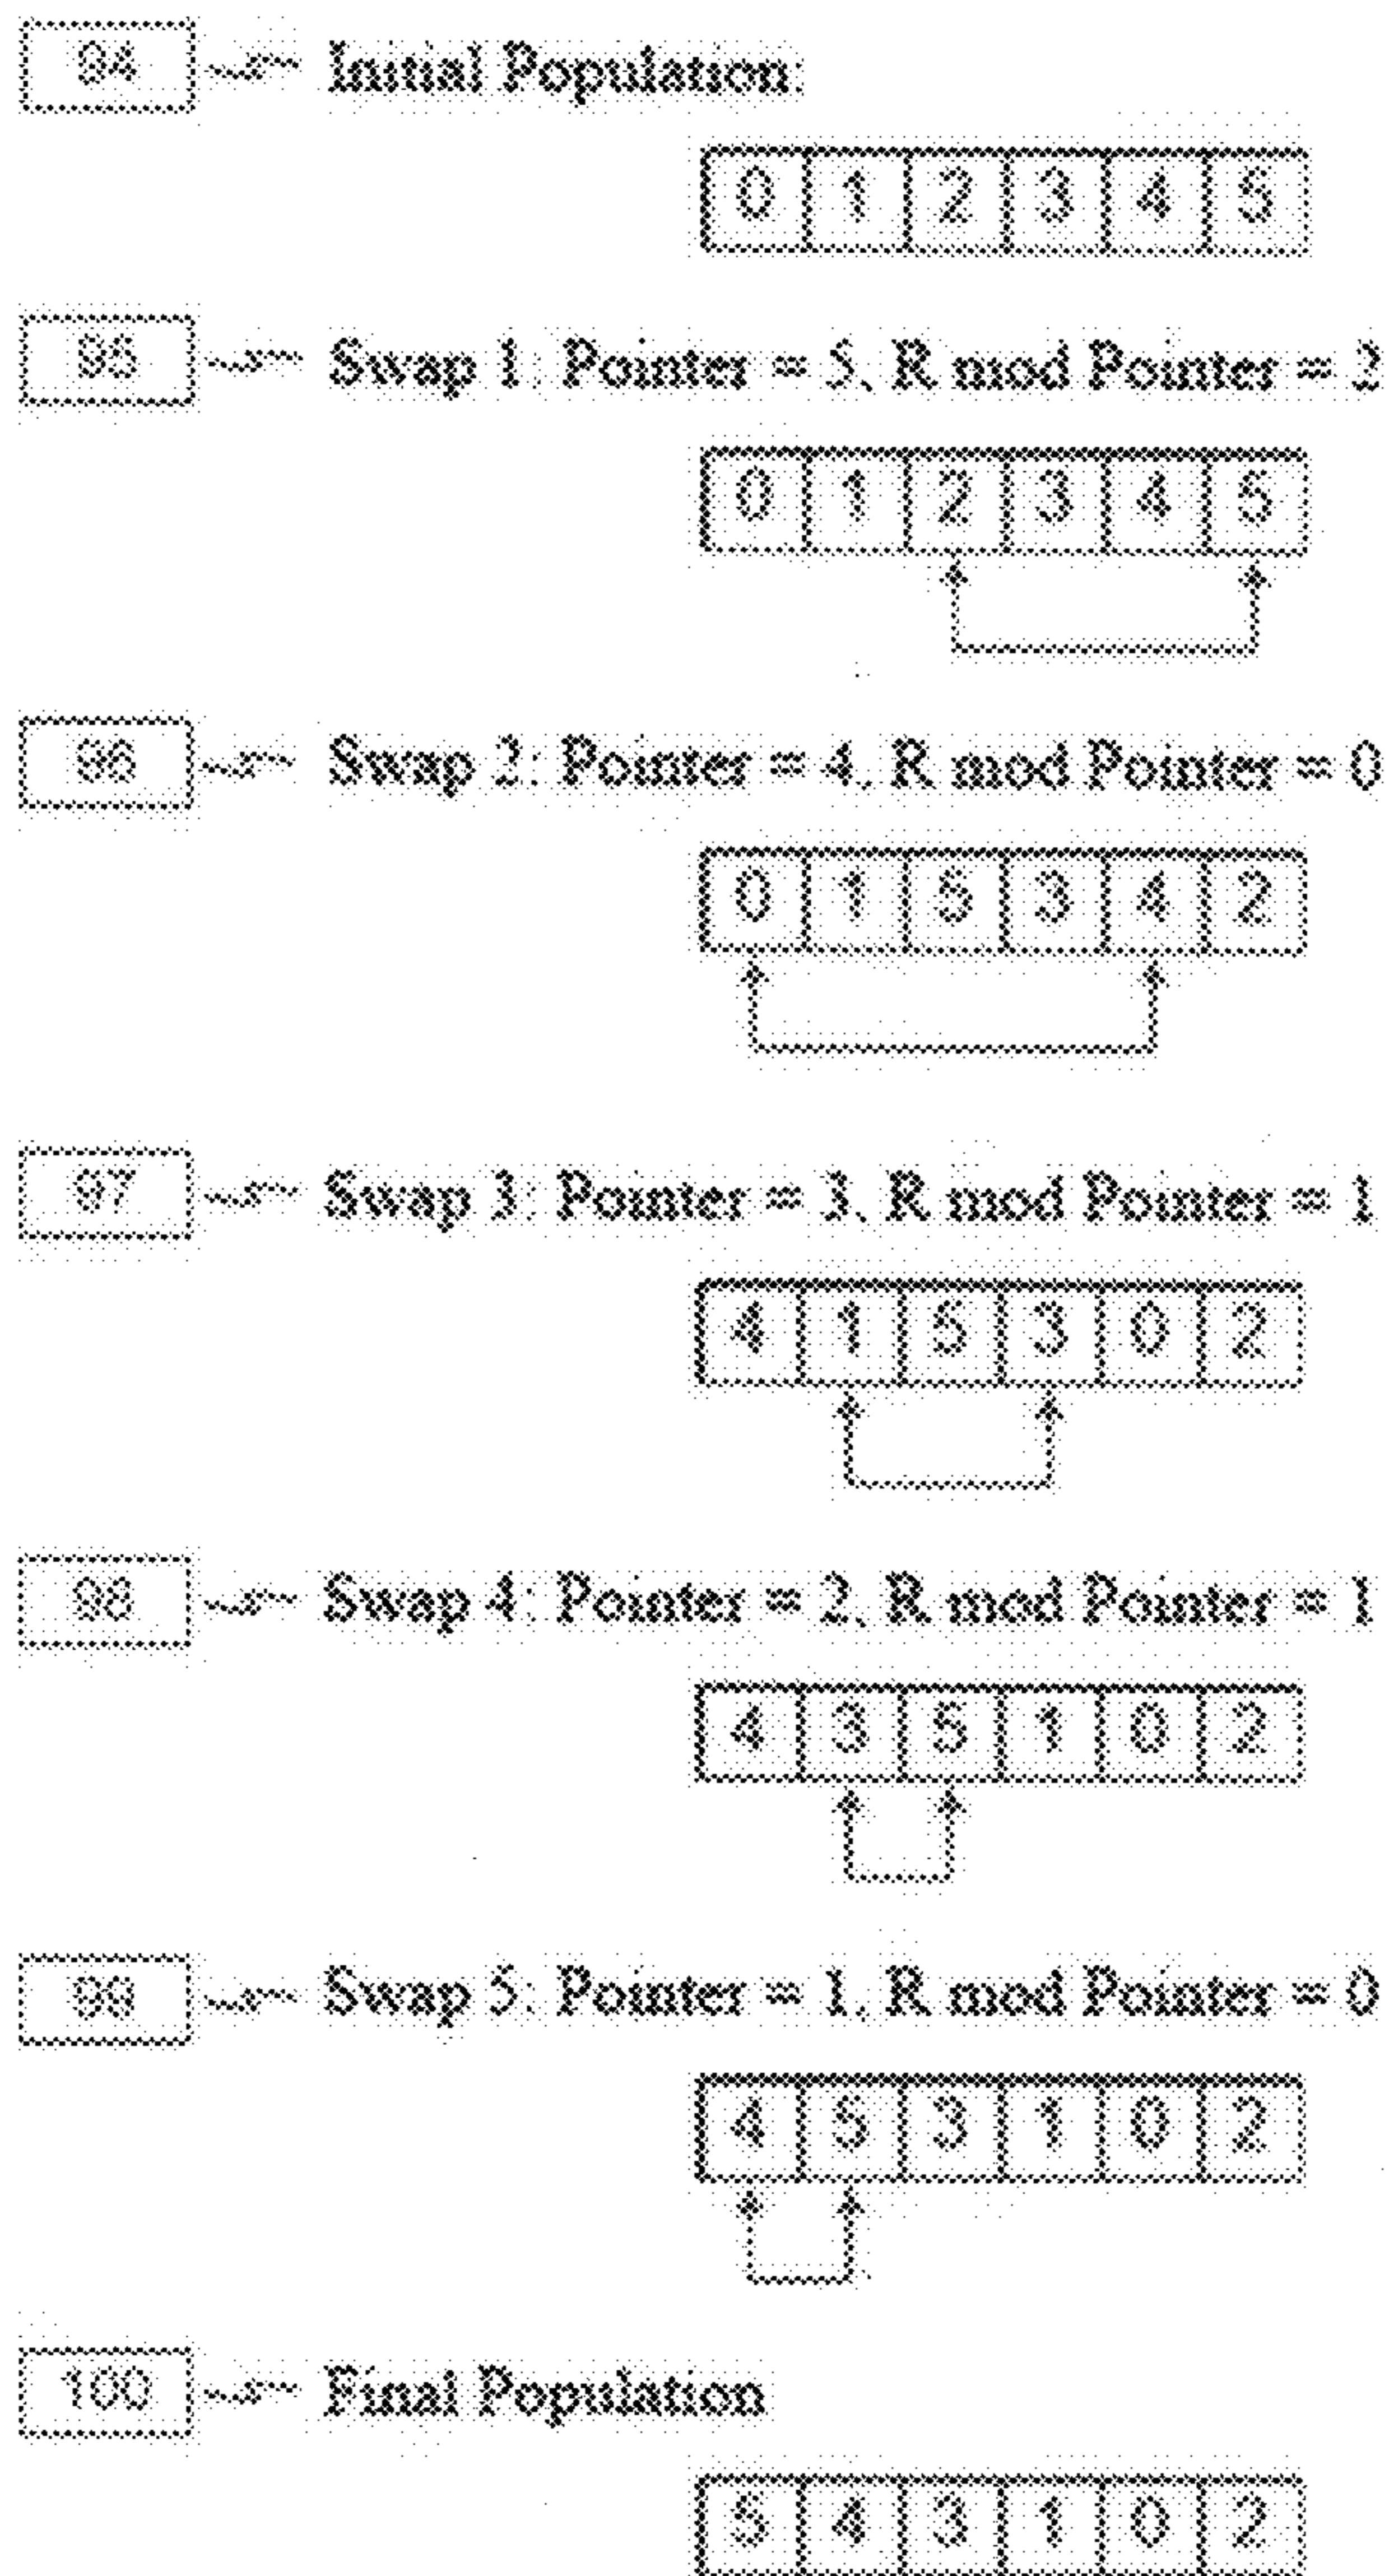 94 Initial Population
0 1 2 3 4 5
95 Swap 1: Pointer = 5, R mod Pointer = 2
0 1 2 3 4 5
96 Swap 2: Pointer = 4, R mod Pointer = 0
0 1 5 3 4 2
97 Swap 3: Pointer = 3, R mod Pointer = 1
4 1 5 3 0 2
98 Swap 4: Pointer = 2, R mod Pointer = 1
4 3 5 1 0 2
99 Swap 5: Pointer = 1, R mod Pointer = 0
4 5 3 1 0 2
100 Final Population
5 4 3 1 0 2